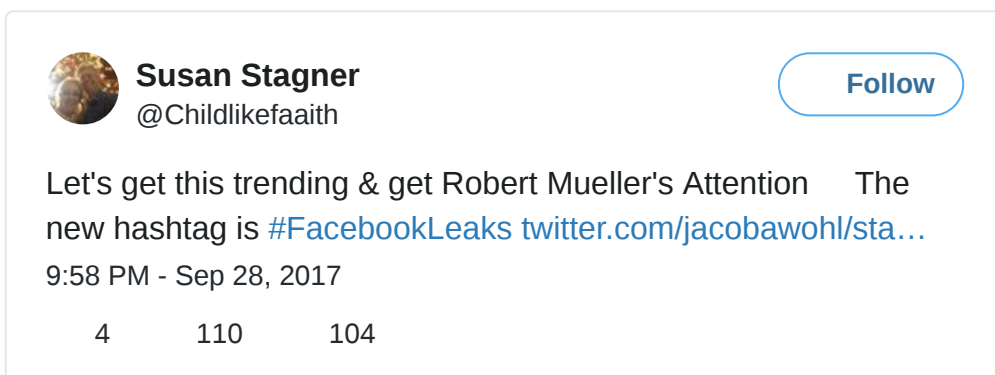 Susan Stagner
@Childlikefaaith
Follow
Let's get this trending & get Robert Mueller's Attention The
new hashtag is #FacebookLeaks twitter.com/jacobawohl/sta…
9:58 PM - Sep 28, 2017
4 110 104